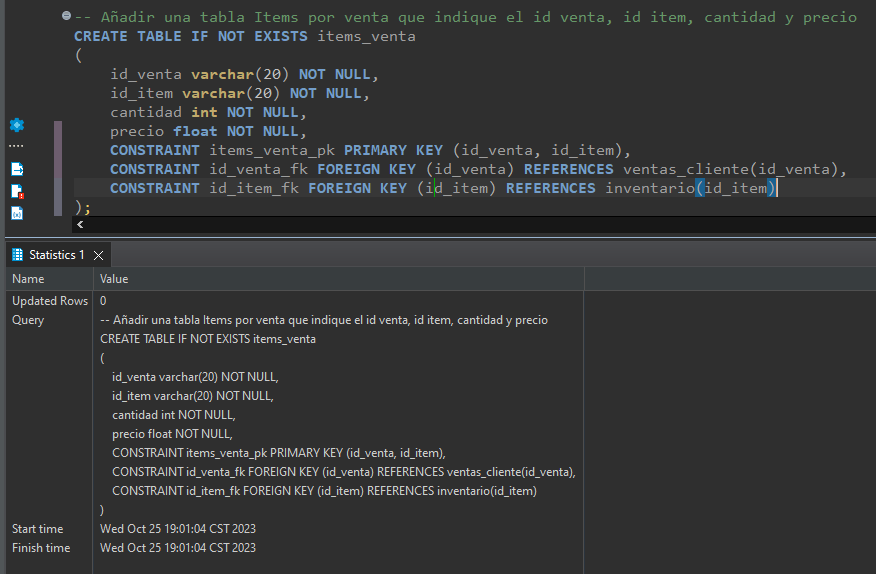 -- Añadir una tabla Items por venta que indique el id venta, id item, cantidad y precio
CREATE TABLE IF NOT EXISTS items_venta
(
id_venta varchar(20) NOT NULL,
id_item varchar(20) NOT NULL,
cantidad int NOT NULL,
precio float NOT NULL,
CONSTRAINT items_venta_pk PRIMARY KEY (id_venta, id_item),
CONSTRAINT id_venta_fk FOREIGN KEY (id_venta) REFERENCES ventas_cliente(id_venta),
CONSTRAINT id_item_fk FOREIGN KEY (id_item) REFERENCES inventario(id_item)
);
Statistics 1
Name Value
Updated Rows 0
Query -- Añadir una tabla Items por venta que indique el id venta, id item, cantidad y precio
CREATE TABLE IF NOT EXISTS items_venta
(
id_venta varchar(20) NOT NULL,
id_item varchar(20) NOT NULL,
cantidad int NOT NULL,
precio float NOT NULL,
CONSTRAINT items_venta_pk PRIMARY KEY (id_venta, id_item),
CONSTRAINT id_venta_fk FOREIGN KEY (id_venta) REFERENCES ventas_cliente(id_venta),
CONSTRAINT id_item_fk FOREIGN KEY (id_item) REFERENCES inventario(id_item)
)
Start time Wed Oct 25 19:01:04 CST 2023
Finish time Wed Oct 25 19:01:04 CST 2023